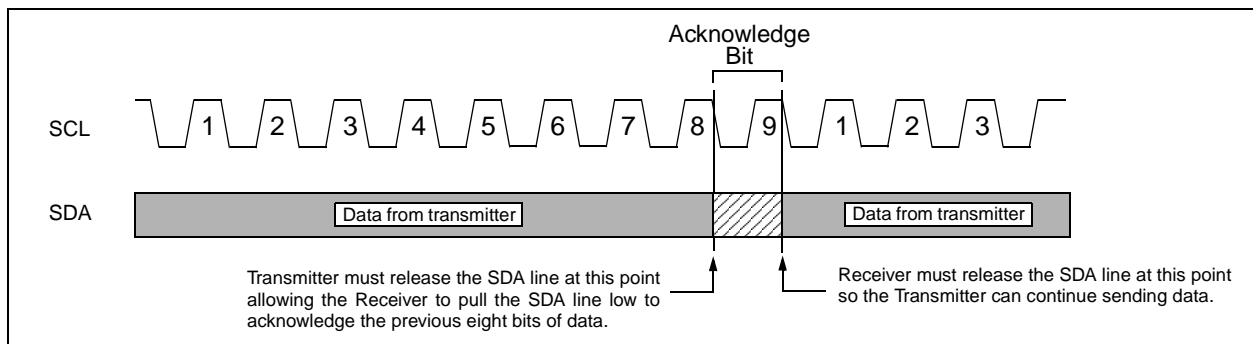 Acknowledge
Bit
SCL
1 2 3 4 5 6 7 8 9 1 2 3
SDA
Data from transmitter
Data from transmitter
Transmitter must release the SDA line at this point
allowing the Receiver to pull the SDA line low to
acknowledge the previous eight bits of data.
Receiver must release the SDA line at this point
so the Transmitter can continue sending data.